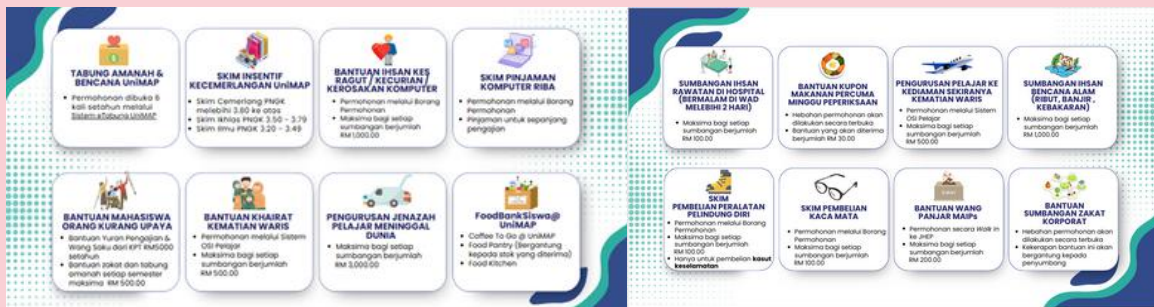 TABUNG AMANAH &
BENCANA UniMAP
• Permohonan dibuka 6
kali setahun melalui
Sistem eTabung UniMAP
SKIM INSENTIF
KECEMERLANGAN UniMAP
• Skim Cemerlang PNGK
melebihi 3.80 ke atas
• Skim Ikhlas PNGK 3.50 - 3.79
• Skim Ilmu PNGK 3.20 - 3.49
BANTUAN IHSAN KES
RAGUT / KECURIAN /
KEROSAKAN KOMPUTER
• Permohonan melalui Borang
Permohonan
• Maksima bagi setiap
sumbangan berjumlah
RM 1,000.00
SKIM PINJAMAN
KOMPUTER RIBA
• Permohonan melalui Borang
Permohonan
• Pinjaman untuk sepanjang
pengajian
BANTUAN MAHASISWA
ORANG KURANG UPAYA
• Bantuan Yuran Pengajian &
Wang Saku dari KPT RM5000
setahun
• Bantuan zakat dan tabung
amanah setiap semester
maksima RM 500.00
BANTUAN KHAIRAT
KEMATIAN WARIS
• Permohonan melalui Sistem
OSI Pelajar
• Maksima bagi setiap
sumbangan berjumlah
RM 500.00
PENGURUSAN JENAZAH
PELAJAR MENINGGAL
DUNIA
• Maksima bagi setiap
sumbangan berjumlah
RM 3,000.00
FoodBankSiswa@
UniMAP
• Coffee To Go @ UniMAP
• Food Pantry (Bergantung
kepada stok yang diterima)
• Food Kitchen
SUMBANGAN IHSAN
RAWATAN DI HOSPITAL
(BERMALAM DI WAD
MELEBIHI 2 HARI)
• Maksima bagi setiap
sumbangan berjumlah
RM 100.00
BANTUAN KUPON
MAKANAN PERCUMA
MINGGU PEPERIKSAAN
• Hebahan permohonan akan
dilakukan secara terbuka
• Bantuan yang akan diterima
berjumlah RM 30.00
PENGURUSAN PELAJAR KE
KEDIAMAN SEKIRANYA
KEMATIAN WARIS
• Permohonan melalui Sistem
OSI Pelajar
• Maksima bagi setiap
sumbangan berjumlah
RM 500.00
SUMBANGAN IHSAN
BENCANA ALAM
(RIBUT, BANJIR ,
KEBAKARAN)
• Maksima bagi setiap
sumbangan berjumlah
RM 1,000.00
SKIM
PEMBELIAN PERALATAN
PELINDUNG DIRI
• Permohonan melalui Borang
Permohonan
• Maksima bagi setiap
sumbangan berjumlah
RM 100.00
• Hanya untuk pembelian kasut
keselamatan
SKIM PEMBELIAN
KACA MATA
• Permohonan melalui Borang
Permohonan
• Maksima bagi setiap
sumbangan berjumlah
RM 100.00
BANTUAN WANG
PANJAR MAIPs
• Permohonan secara Walk in
ke JHEP
• Maksima bagi setiap
sumbangan berjumlah
RM 200.00
BANTUAN
SUMBANGAN ZAKAT
KORPORAT
• Hebahan permohonan akan
dilakukan secara terbuka
• Kekerapan bantuan ini akan
bergantung kepada
penyumbang